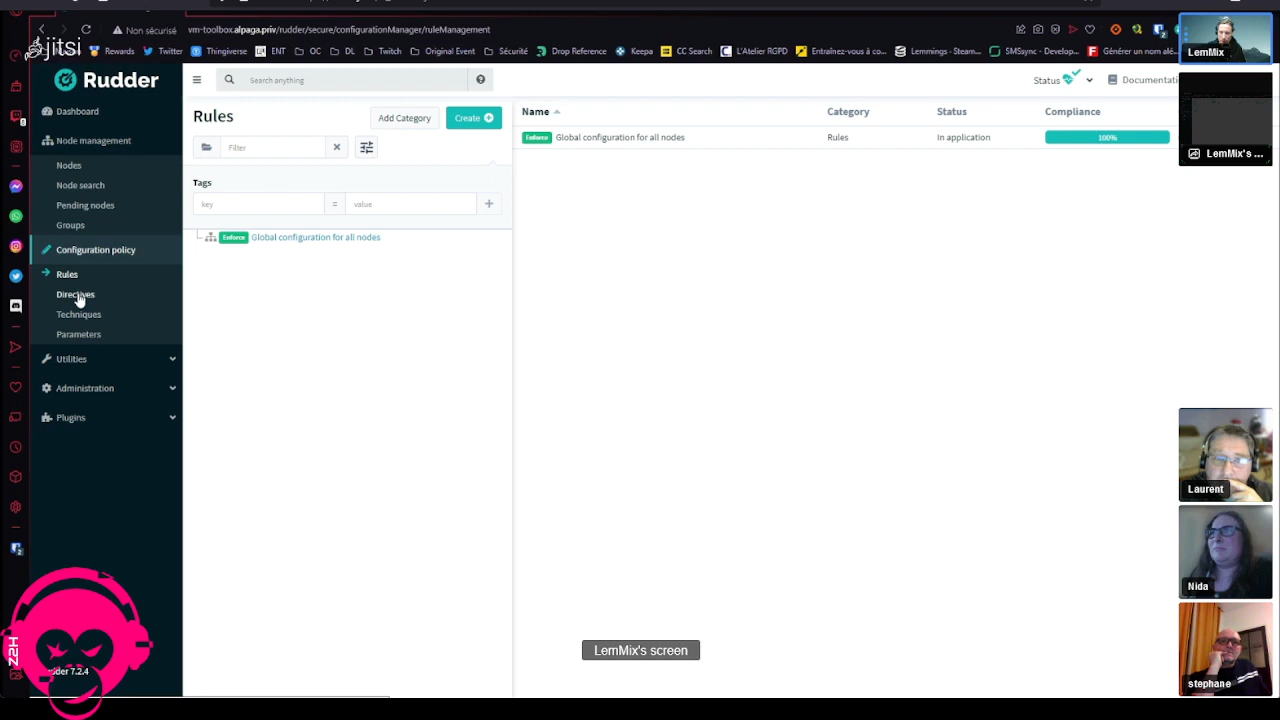 Non sécurisé
vm-toolbox.alpaga.priv/rudder/secure/configurationManager/ruleManagement
jitsi
Rewards
Twitter
Thingiverse
ENT
OC
DL
Twitch
Original Event
Sécurité
Drop Reference
Keepa
CC Search
L'Atelier RGPD
Entraînez-vous à co...
Lemmings - Steam...
SMSsync - Develop...
Générer un nom alé...
LemMix
Rudder
Search anything
Status
Documentati
Dashboard
Node management
Nodes
Node search
Pending nodes
Groups
Configuration policy
Rules
Directives
Techniques
Parameters
Utilities
Administration
Plugins
Rules
Add Category
Create
Filter
Tags
key
=
value
Enforce Global configuration for all nodes
Name
Category
Status
Compliance
Enforce Global configuration for all nodes
Rules
In application
100%
LemMix's ...
Laurent
Nida
stephane
LemMix's screen
Z2H
udder 7.2.4